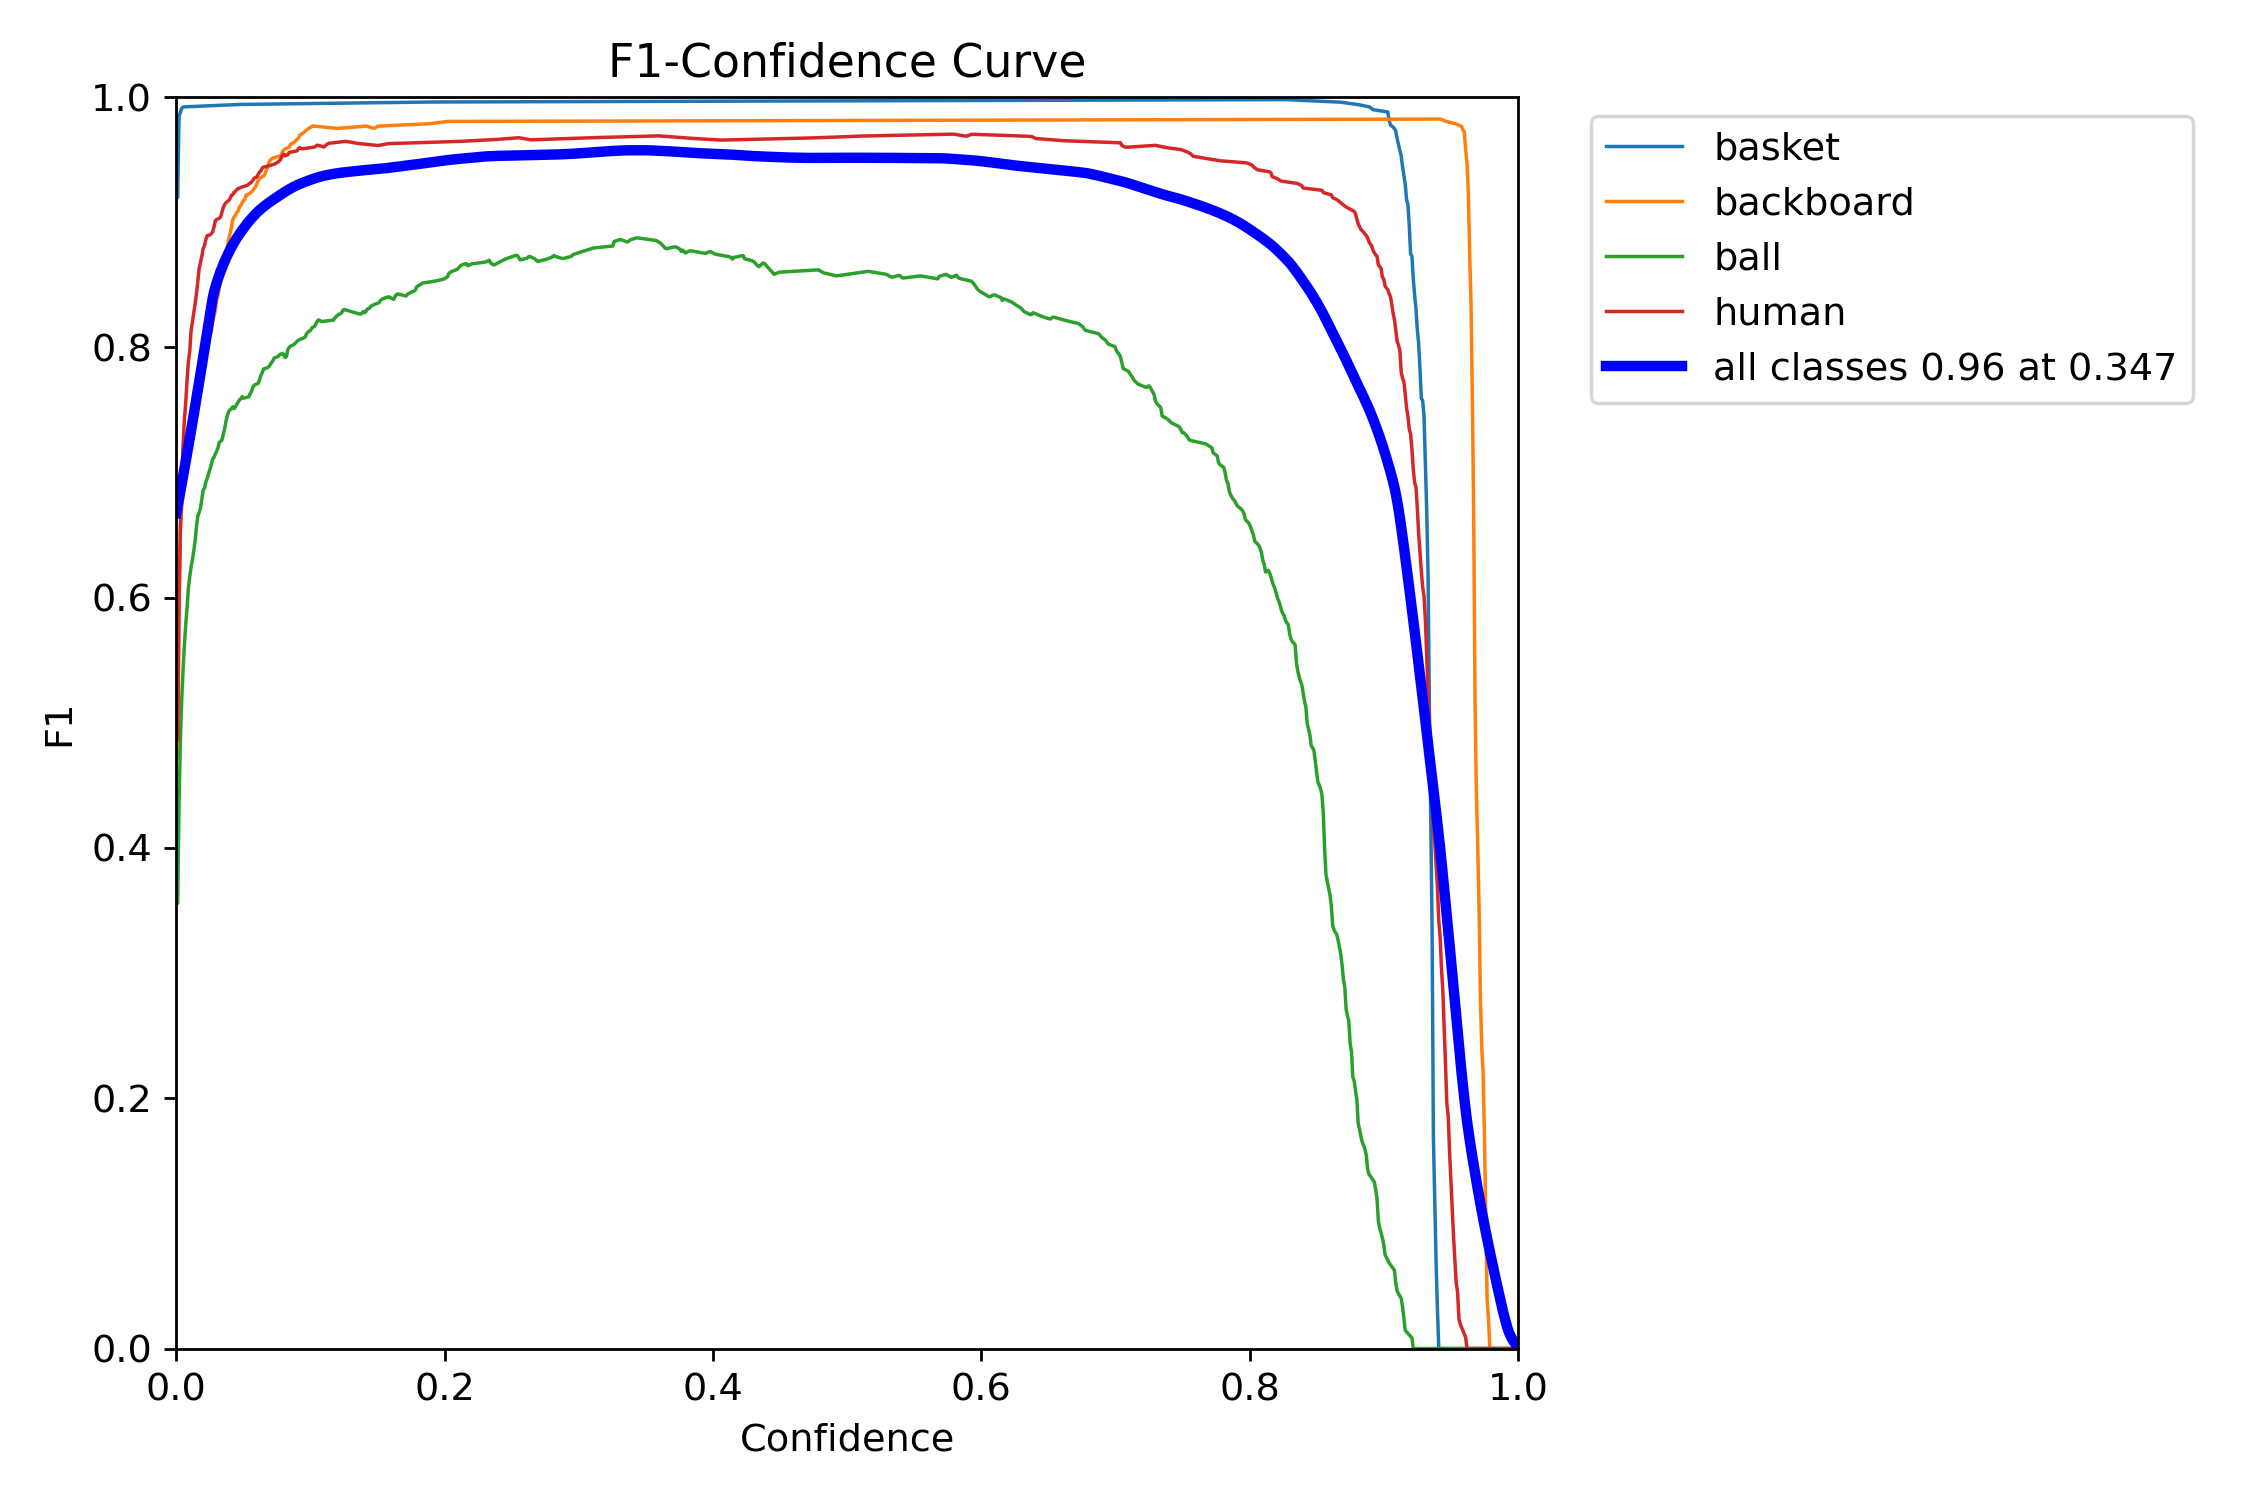 F1-Confidence Curve
1.0
0.8
0.6
0.4
0.2
0.0
F1
0.0 0.2 0.4 0.6 0.8 1.0
Confidence
basket
backboard
ball
human
all classes 0.96 at 0.347